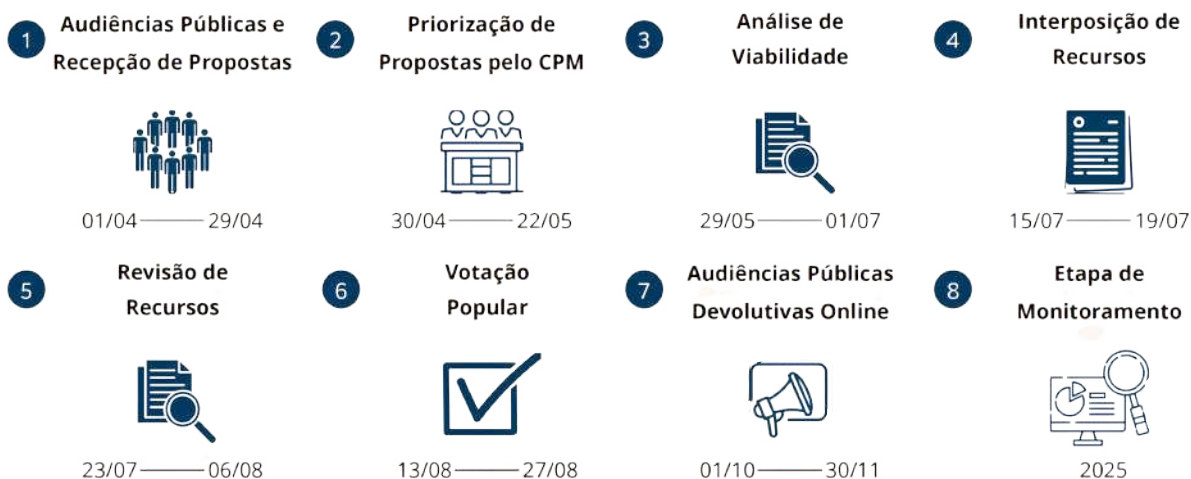 1
Audiências Públicas e
Recepção de Propostas
01/04 — 29/04
2
Priorização de
Propostas pelo CPM
30/04 — 22/05
3
Análise de
Viabilidade
29/05 — 01/07
4
Interposição de
Recursos
15/07 — 19/07
5
Revisão de
Recursos
23/07 — 06/08
6
Votação
Popular
13/08 — 27/08
7
Audiências Públicas
Devolutivas Online
01/10 — 30/11
8
Etapa de
Monitoramento
2025